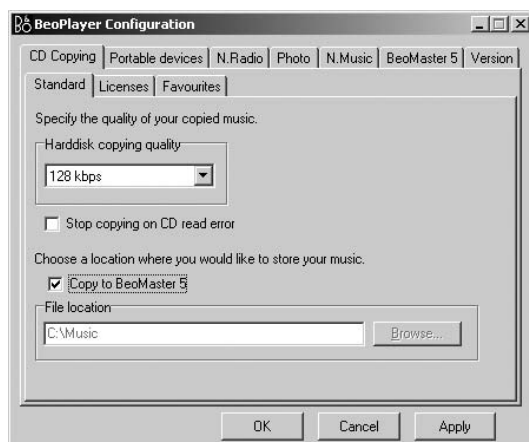 BeoPlayer Configuration
CD Copying Portable devices N.Radio Photo N.Music BeoMaster 5 Version
Standard Licenses Favourites
Specify the quality of your copied music.
Harddisk copying quality
128 kbps
Stop copying on CD read error
Choose a location where you would like to store your music.
Copy to BeoMaster 5
File location
C:\Music Browse...
OK Cancel Apply